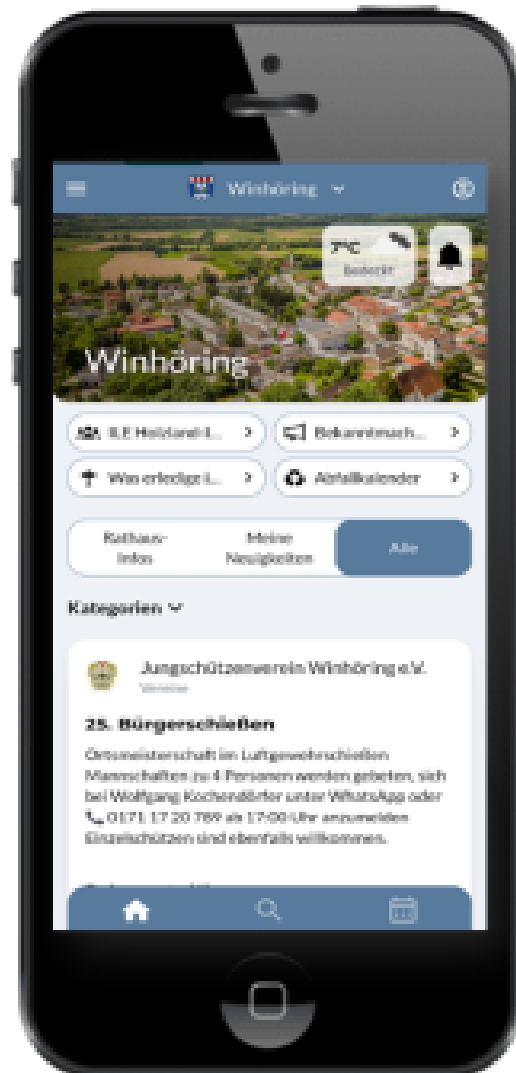 Winhöring
7°C
Bedeckt
Winhöring
ILE Holzland-I...
Bekanntmach...
Was erledige i...
Abfallkalender
Rathaus-
Infos
Meine
Neuigkeiten
Alle
Kategorien
Jungschützenverein Winhöring e.V.
Vereine
25. Bürgerschießen
Ortsmeisterschaft im Luftgewehrschießen
Mannschaften zu 4 Personen werden gebeten, sich
bei Wolfgang Kochendörfer unter WhatsApp oder
0171 17 20 789 ab 17:00 Uhr anzumelden
Einzelschützen sind ebenfalls willkommen.